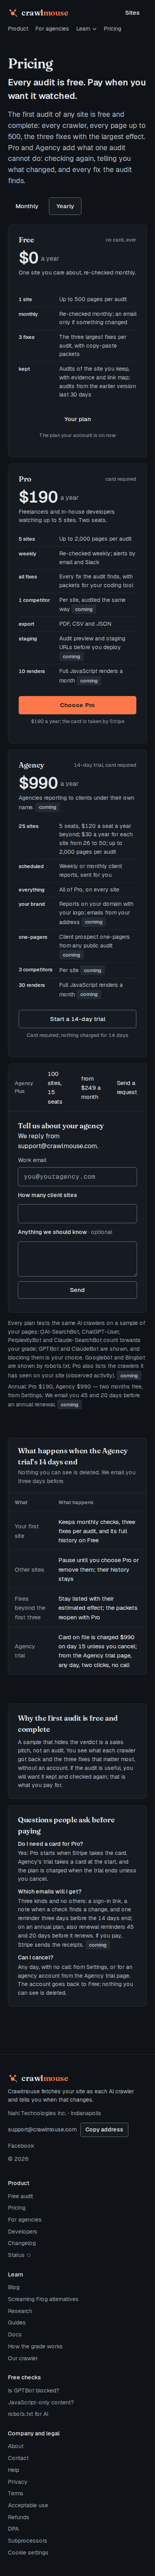 crawlmouse
Sites
Product
For agencies
Learn
Pricing
Pricing
Every audit is free. Pay when you
want it watched.
The first audit of any site is free and
complete: every crawler, every page up to
500, the three fixes with the largest effect.
Pro and Agency add what one audit
cannot do: checking again, telling you
what changed, and every fix the audit
finds.
Monthly
Yearly
Free
no card, ever
$0 a year
One site you care about, re-checked monthly.
1 site
Up to 500 pages per audit
monthly
Re-checked monthly; an email
only if something changed
3 fixes
The three largest fixes per
audit, with copy-paste
packets
kept
Audits of the site you keep,
with evidence and link map;
audits from the earlier version
last 30 days
Your plan
The plan your account is on now
Pro
card required
$190 a year
Freelancers and in-house developers
watching up to 5 sites. Two seats.
5 sites
Up to 2,000 pages per audit
weekly
Re-checked weekly; alerts by
email and Slack
all fixes
Every fix the audit finds, with
packets for your coding tool
1 competitor
Per site, audited the same
way coming
export
PDF, CSV and JSON
staging
Audit preview and staging
URLs before you deploy
coming
10 renders
Full JavaScript renders a
month coming
Choose Pro
$190 a year; the card is taken by Stripe
Agency
14-day trial, card required
$990 a year
Agencies reporting to clients under their own
name. coming
25 sites
5 seats, $120 a seat a year
beyond; $30 a year for each
site from 26 to 50; up to
2,000 pages per audit
scheduled
Weekly or monthly client
reports, sent for you
everything
All of Pro, on every site
your brand
Reports on your domain with
your logo; emails from your
address coming
one-pagers
Client prospect one-pagers
from any public audit
coming
3 competitors
Per site coming
30 renders
Full JavaScript renders a
month coming
Start a 14-day trial
Card required; nothing charged for 14 days
Agency
Plus
100
sites,
15
seats
from
$249 a
month
Send a
request
Tell us about your agency
We reply from
support@crawlmouse.com.
Work email
you@youragency.com
How many client sites
Anything we should know optional
Send
Every plan tests the same AI crawlers on a sample of your
pages: OAI-SearchBot, ChatGPT-User,
PerplexityBot and Claude-SearchBot count towards
your grade; GPTBot and ClaudeBot are shown, and
blocking them is your choice. Googlebot and Bingbot
are shown by robots.txt. Pro also lists the crawlers it
has seen on your site (observed activity). coming
Annual: Pro $190, Agency $990 — two months free,
from Settings. We email you 45 and 20 days before
an annual renewal. coming
What happens when the Agency
trial's 14 days end
Nothing you can see is deleted. We email you
three days before.
What
What happens
Your first
site
Keeps monthly checks, three
fixes per audit, and its full
history on Free
Other sites
Pause until you choose Pro or
remove them; their history
stays
Fixes
beyond the
first three
Stay listed with their
estimated effect; the packets
reopen with Pro
Agency
trial
Card on file is charged $990
on day 15 unless you cancel;
from the Agency trial page,
any day, two clicks, no call
Why the first audit is free and
complete
A sample that hides the verdict is a sales
pitch, not an audit. You see what each crawler
got back and the three fixes that matter most,
without an account. If the audit is useful, you
will want it kept and checked again; that is
what you pay for.
Questions people ask before
paying
Do I need a card for Pro?
Yes: Pro starts when Stripe takes the card.
Agency's trial takes a card at the start, and
the plan is charged when the trial ends unless
you cancel.
Which emails will I get?
Three kinds and no others: a sign-in link, a
note when a check finds a change, and one
reminder three days before the 14 days end;
on an annual plan, also renewal reminders 45
and 20 days before it renews. If you pay,
Stripe sends the receipts. coming
Can I cancel?
Any day, with no call: from Settings, or for an
agency account from the Agency trial page.
The account goes back to Free; nothing you
can see is deleted.
crawlmouse
Crawlmouse fetches your site as each AI crawler
and tells you when that changes.
Nahl Technologies Inc. · Indianapolis
support@crawlmouse.com
Copy address
Facebook
© 2026
Product
Free audit
Pricing
For agencies
Developers
Changelog
Status
Learn
Blog
Screaming Frog alternatives
Research
Guides
Docs
How the grade works
Our crawler
Free checks
Is GPTBot blocked?
JavaScript-only content?
robots.txt for AI
Company and legal
About
Contact
Help
Privacy
Terms
Acceptable use
Refunds
DPA
Subprocessors
Cookie settings